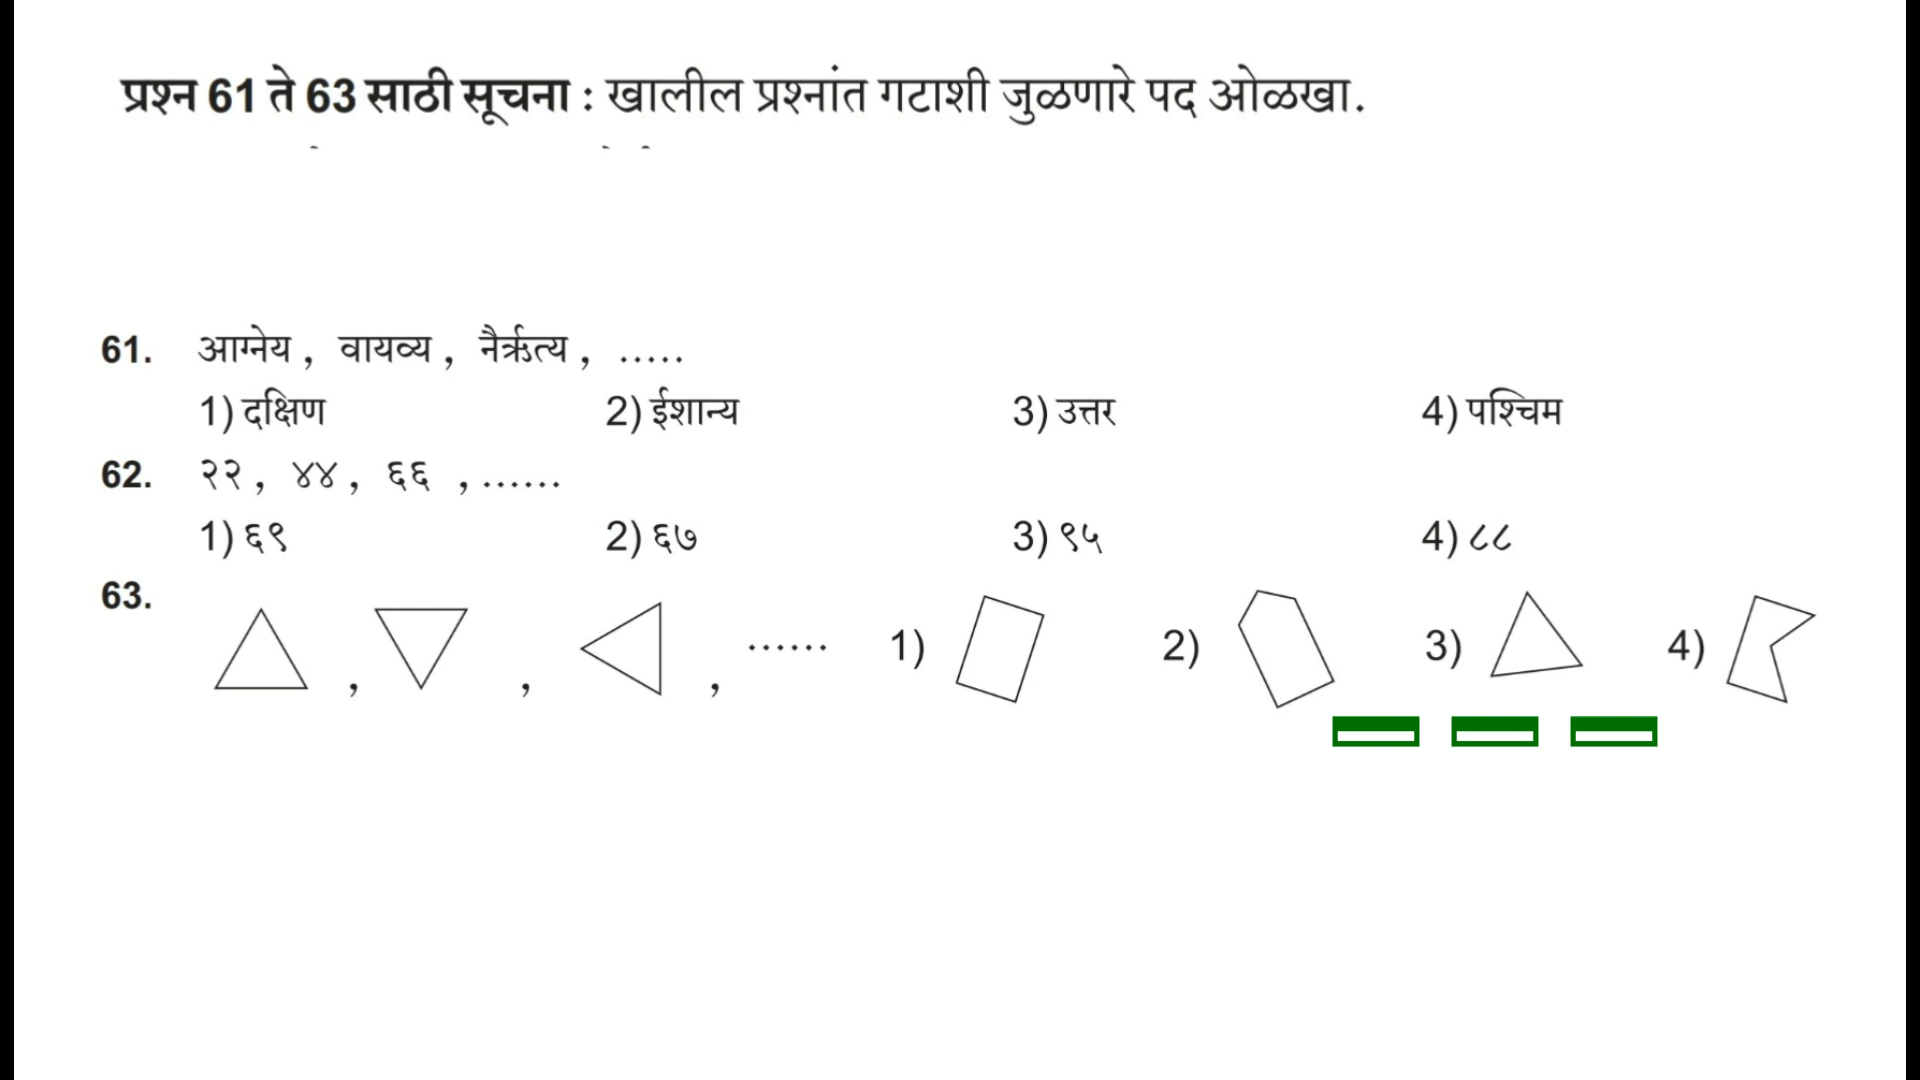 प्रश्न 61 ते 63 साठी सूचना : खालील प्रश्नांत गटाशी जुळणारे पद ओळखा.
61. आग्नेय , वायव्य , नैर्ऋत्य , .....
1) दक्षिण 2) ईशान्य 3) उत्तर 4) पश्चिम
62. २२ , ४४ , ६६ , ......
1) ६९ 2) ६७ 3) ९५ 4) ८८
63. , , , ...... 1) 2) 3) 4)